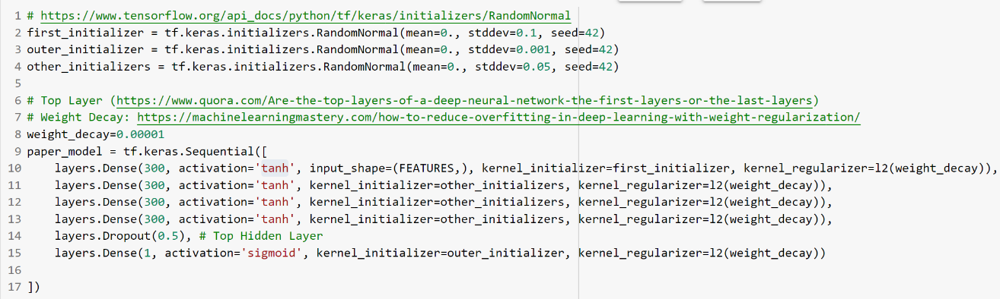 1 # https://www.tensorflow.org/api_docs/python/tf/keras/initializers/RandomNormal
2 first_initializer = tf.keras.initializers.RandomNormal(mean=0., stddev=0.1, seed=42)
3 outer_initializer = tf.keras.initializers.RandomNormal(mean=0., stddev=0.001, seed=42)
4 other_initializers = tf.keras.initializers.RandomNormal(mean=0., stddev=0.05, seed=42)
5
6 # Top Layer (https://www.quora.com/Are-the-top-layers-of-a-deep-neural-network-the-first-layers-or-the-last-layers)
7 # Weight Decay: https://machinelearningmastery.com/how-to-reduce-overfitting-in-deep-learning-with-weight-regularization/
8 weight_decay=0.00001
9 paper_model = tf.keras.Sequential([
10     layers.Dense(300, activation='tanh', input_shape=(FEATURES,), kernel_initializer=first_initializer, kernel_regularizer=l2(weight_decay)),
11     layers.Dense(300, activation='tanh', kernel_initializer=other_initializers, kernel_regularizer=l2(weight_decay)),
12     layers.Dense(300, activation='tanh', kernel_initializer=other_initializers, kernel_regularizer=l2(weight_decay)),
13     layers.Dense(300, activation='tanh', kernel_initializer=other_initializers, kernel_regularizer=l2(weight_decay)),
14     layers.Dropout(0.5), # Top Hidden Layer
15     layers.Dense(1, activation='sigmoid', kernel_initializer=outer_initializer, kernel_regularizer=l2(weight_decay))
16
17 ])